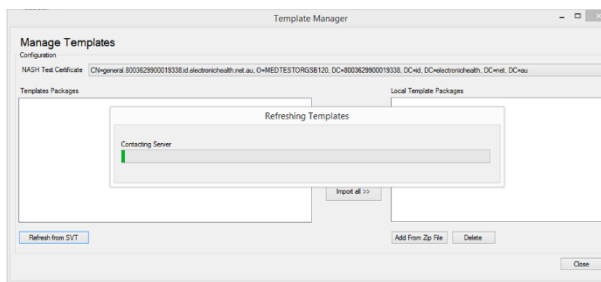 Template Manager
Manage Templates
Configuration
NASH Test Certificate CN=general.8003629900019338.id.electronichealth.net.au, O=MEDTESTORGSB120, DC=8003629900019338, DC=id, DC=electronichealth, DC=net, DC=au
Templates Packages Local Template Packages
Refreshing Templates
Contacting Server
Import all >>
Refresh from SVT Add From Zip File Delete
Close